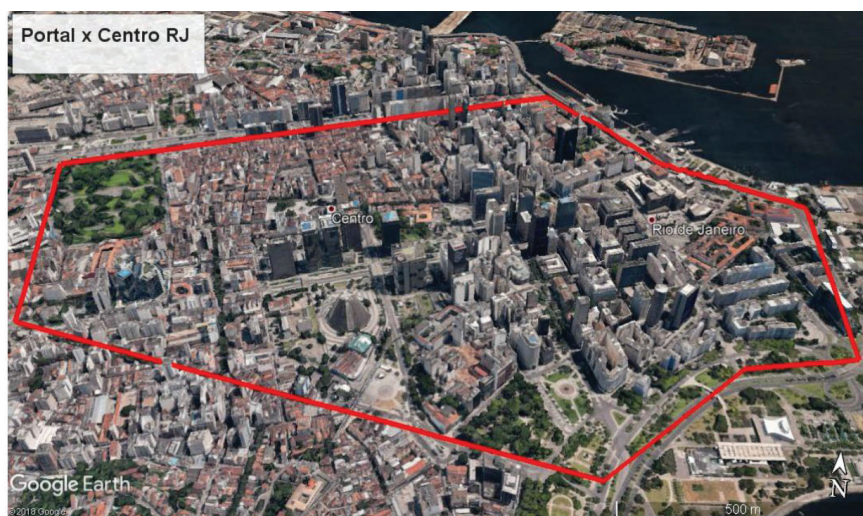 Portal x Centro RJ
Centro
Rio de Janeiro
Google Earth
©2018 Google
N
500 m